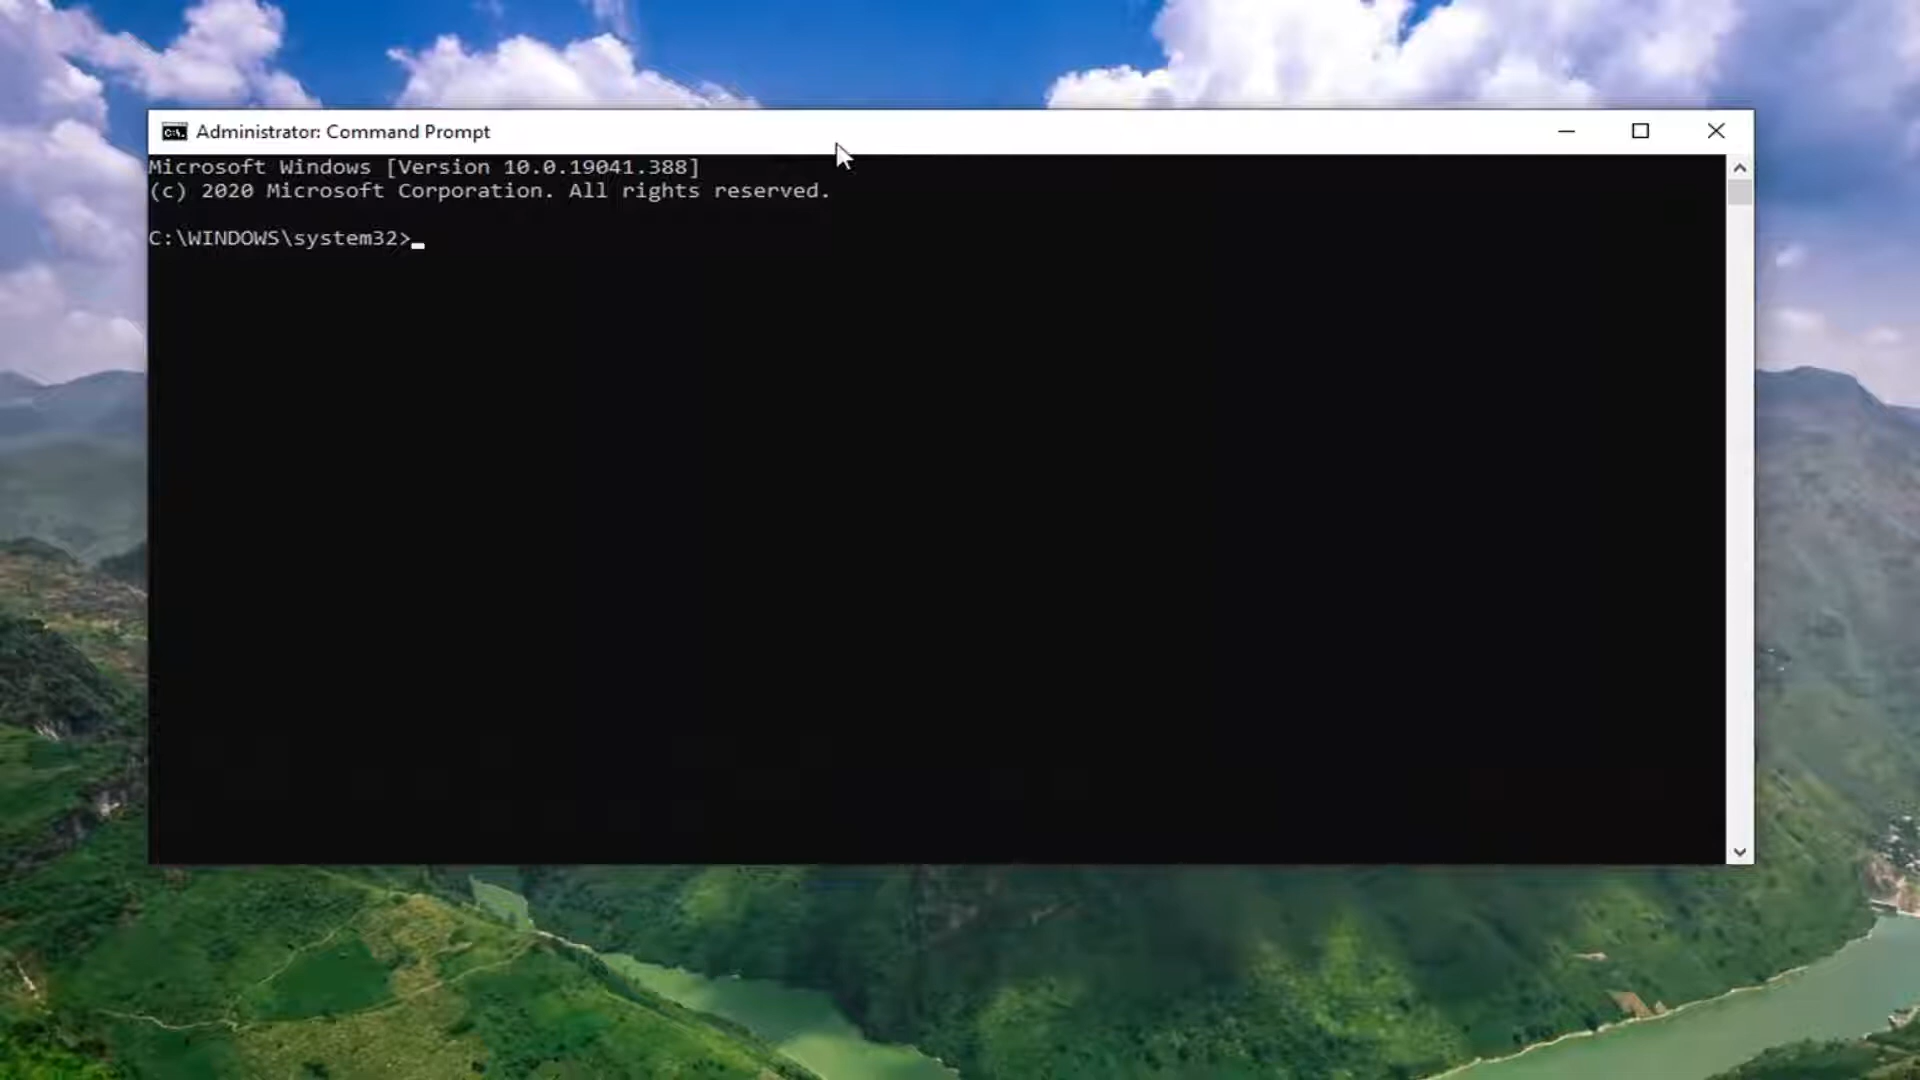 Administrator: Command Prompt
Microsoft Windows [Version 10.0.19041.388]
(c) 2020 Microsoft Corporation. All rights reserved.
C:\WINDOWS\system32>